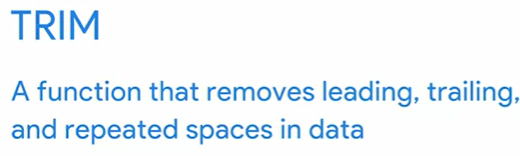 TRIM
A function that removes leading, trailing,
and repeated spaces in data